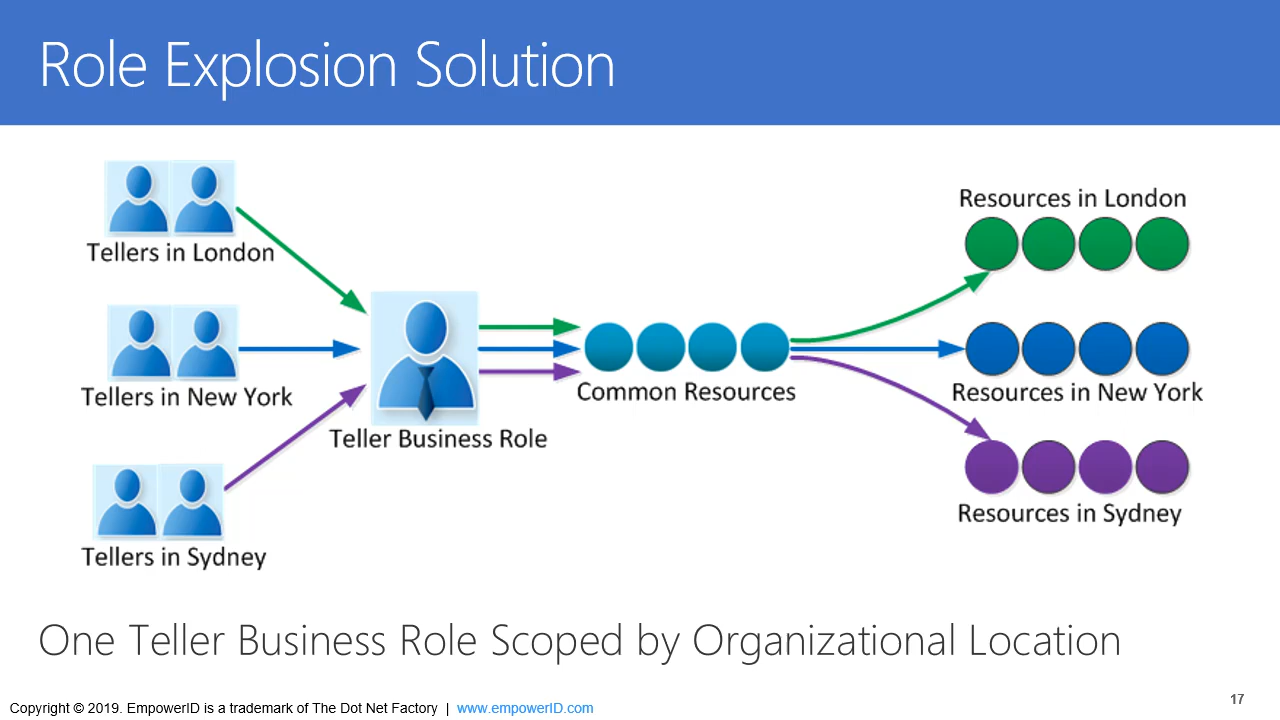 Role Explosion Solution
Tellers in London
Tellers in New York
Tellers in Sydney
Teller Business Role
Common Resources
Resources in London
Resources in New York
Resources in Sydney
One Teller Business Role Scoped by Organizational Location
Copyright © 2019. EmpowerID is a trademark of The Dot Net Factory | www.empowerid.com
17